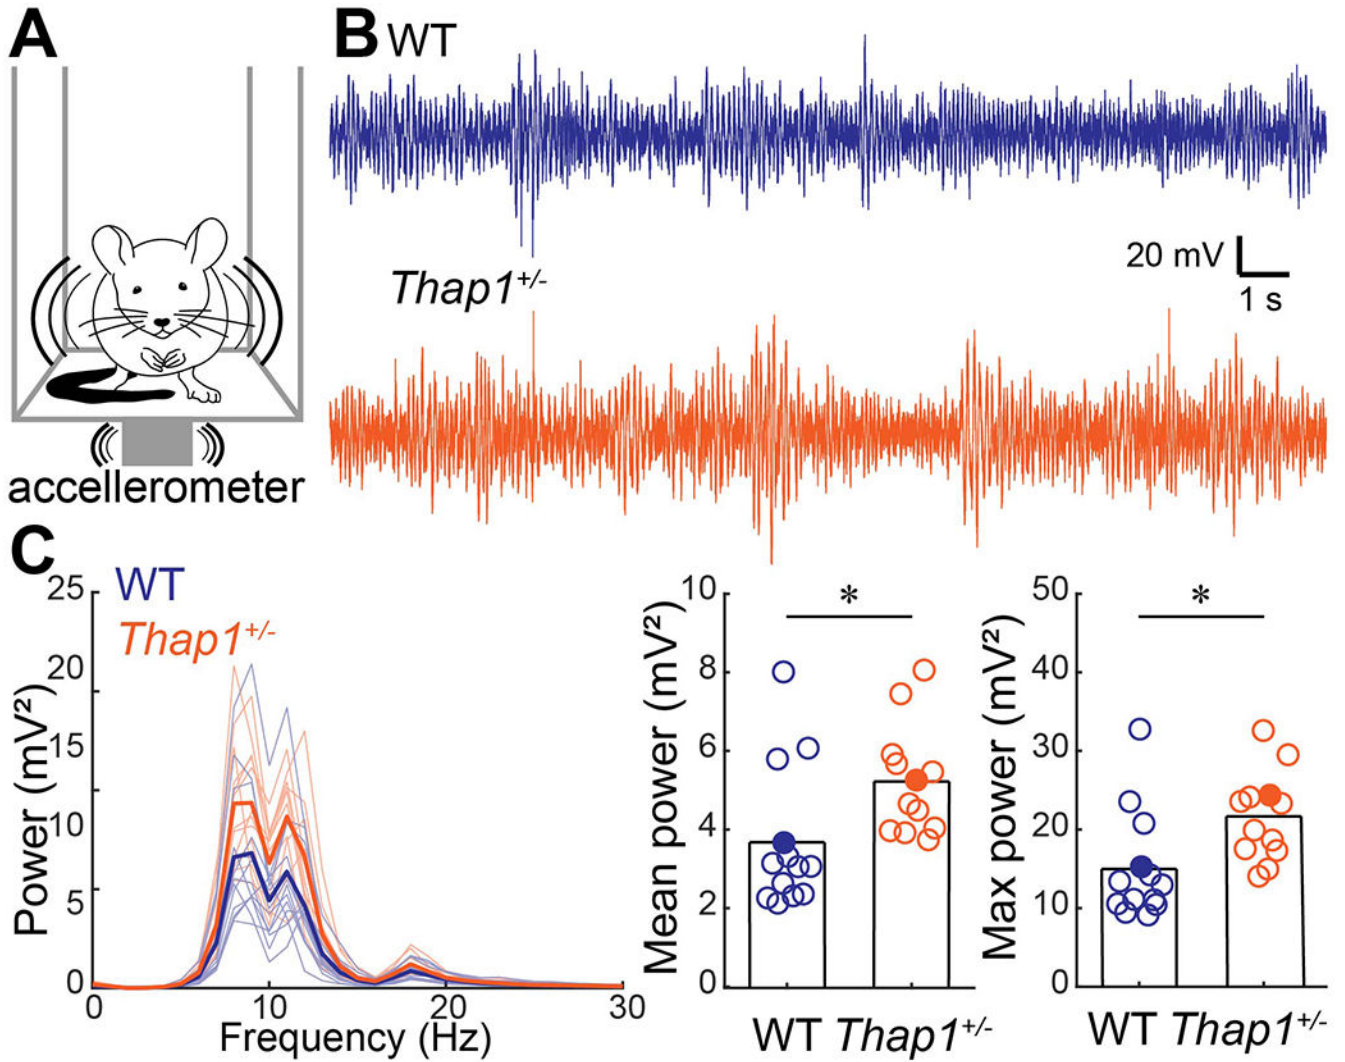 A
accellerometer
B WT
20 mV
1 s
Thap1+/-
C
WT
Thap1+/-
Power (mV²)
25
20
15
10
5
0
0 10 20 30
Frequency (Hz)
Mean power (mV²)
10
8
6
4
2
0
*
WT Thap1+/-
Max power (mV²)
50
40
30
20
10
0
*
WT Thap1+/-